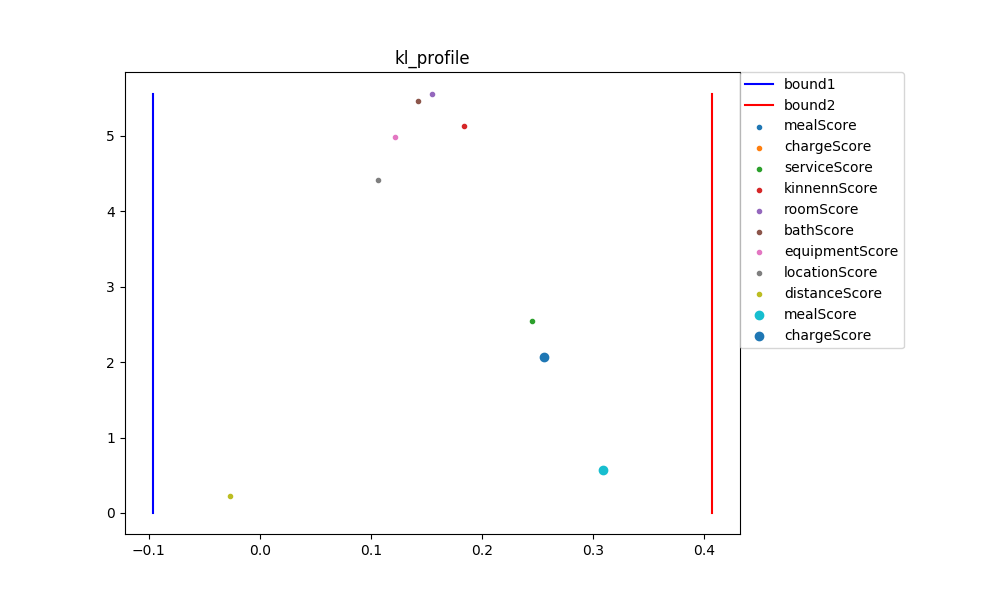 kl_profile
bound1
bound2
mealScore
chargeScore
serviceScore
kinnennScore
roomScore
bathScore
equipmentScore
locationScore
distanceScore
mealScore
chargeScore
5
4
3
2
1
0
−0.1 0.0 0.1 0.2 0.3 0.4